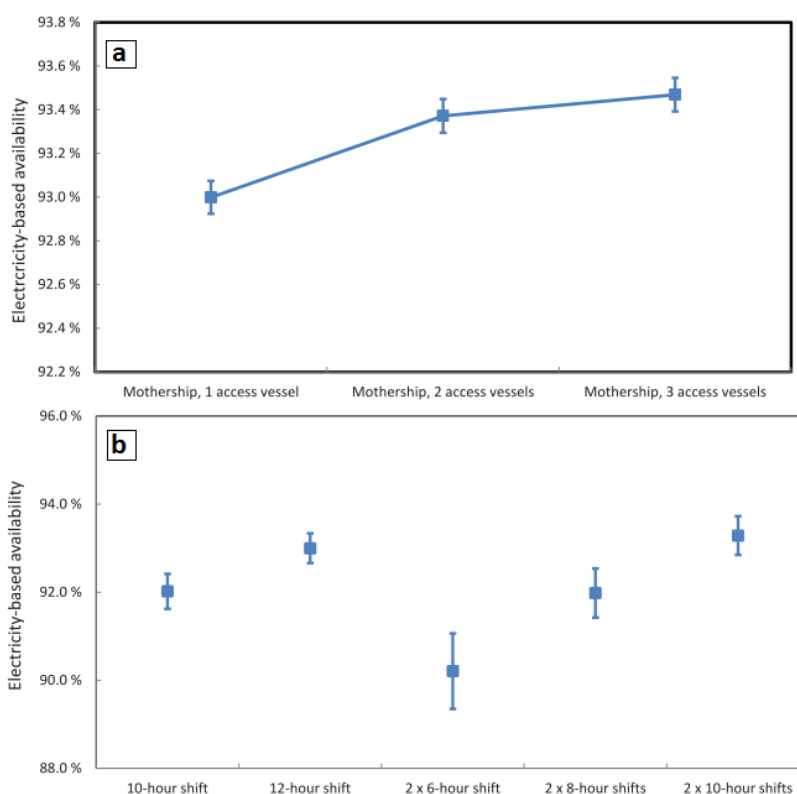 a
Electrcricity-based availability
93.8 %
93.6 %
93.4 %
93.2 %
93.0 %
92.8 %
92.6 %
92.4 %
92.2 %
Mothership, 1 access vessel
Mothership, 2 access vessels
Mothership, 3 access vessels
b
Electricity-based availability
96.0 %
94.0 %
92.0 %
90.0 %
88.0 %
10-hour shift
12-hour shift
2 x 6-hour shift
2 x 8-hour shifts
2 x 10-hour shifts